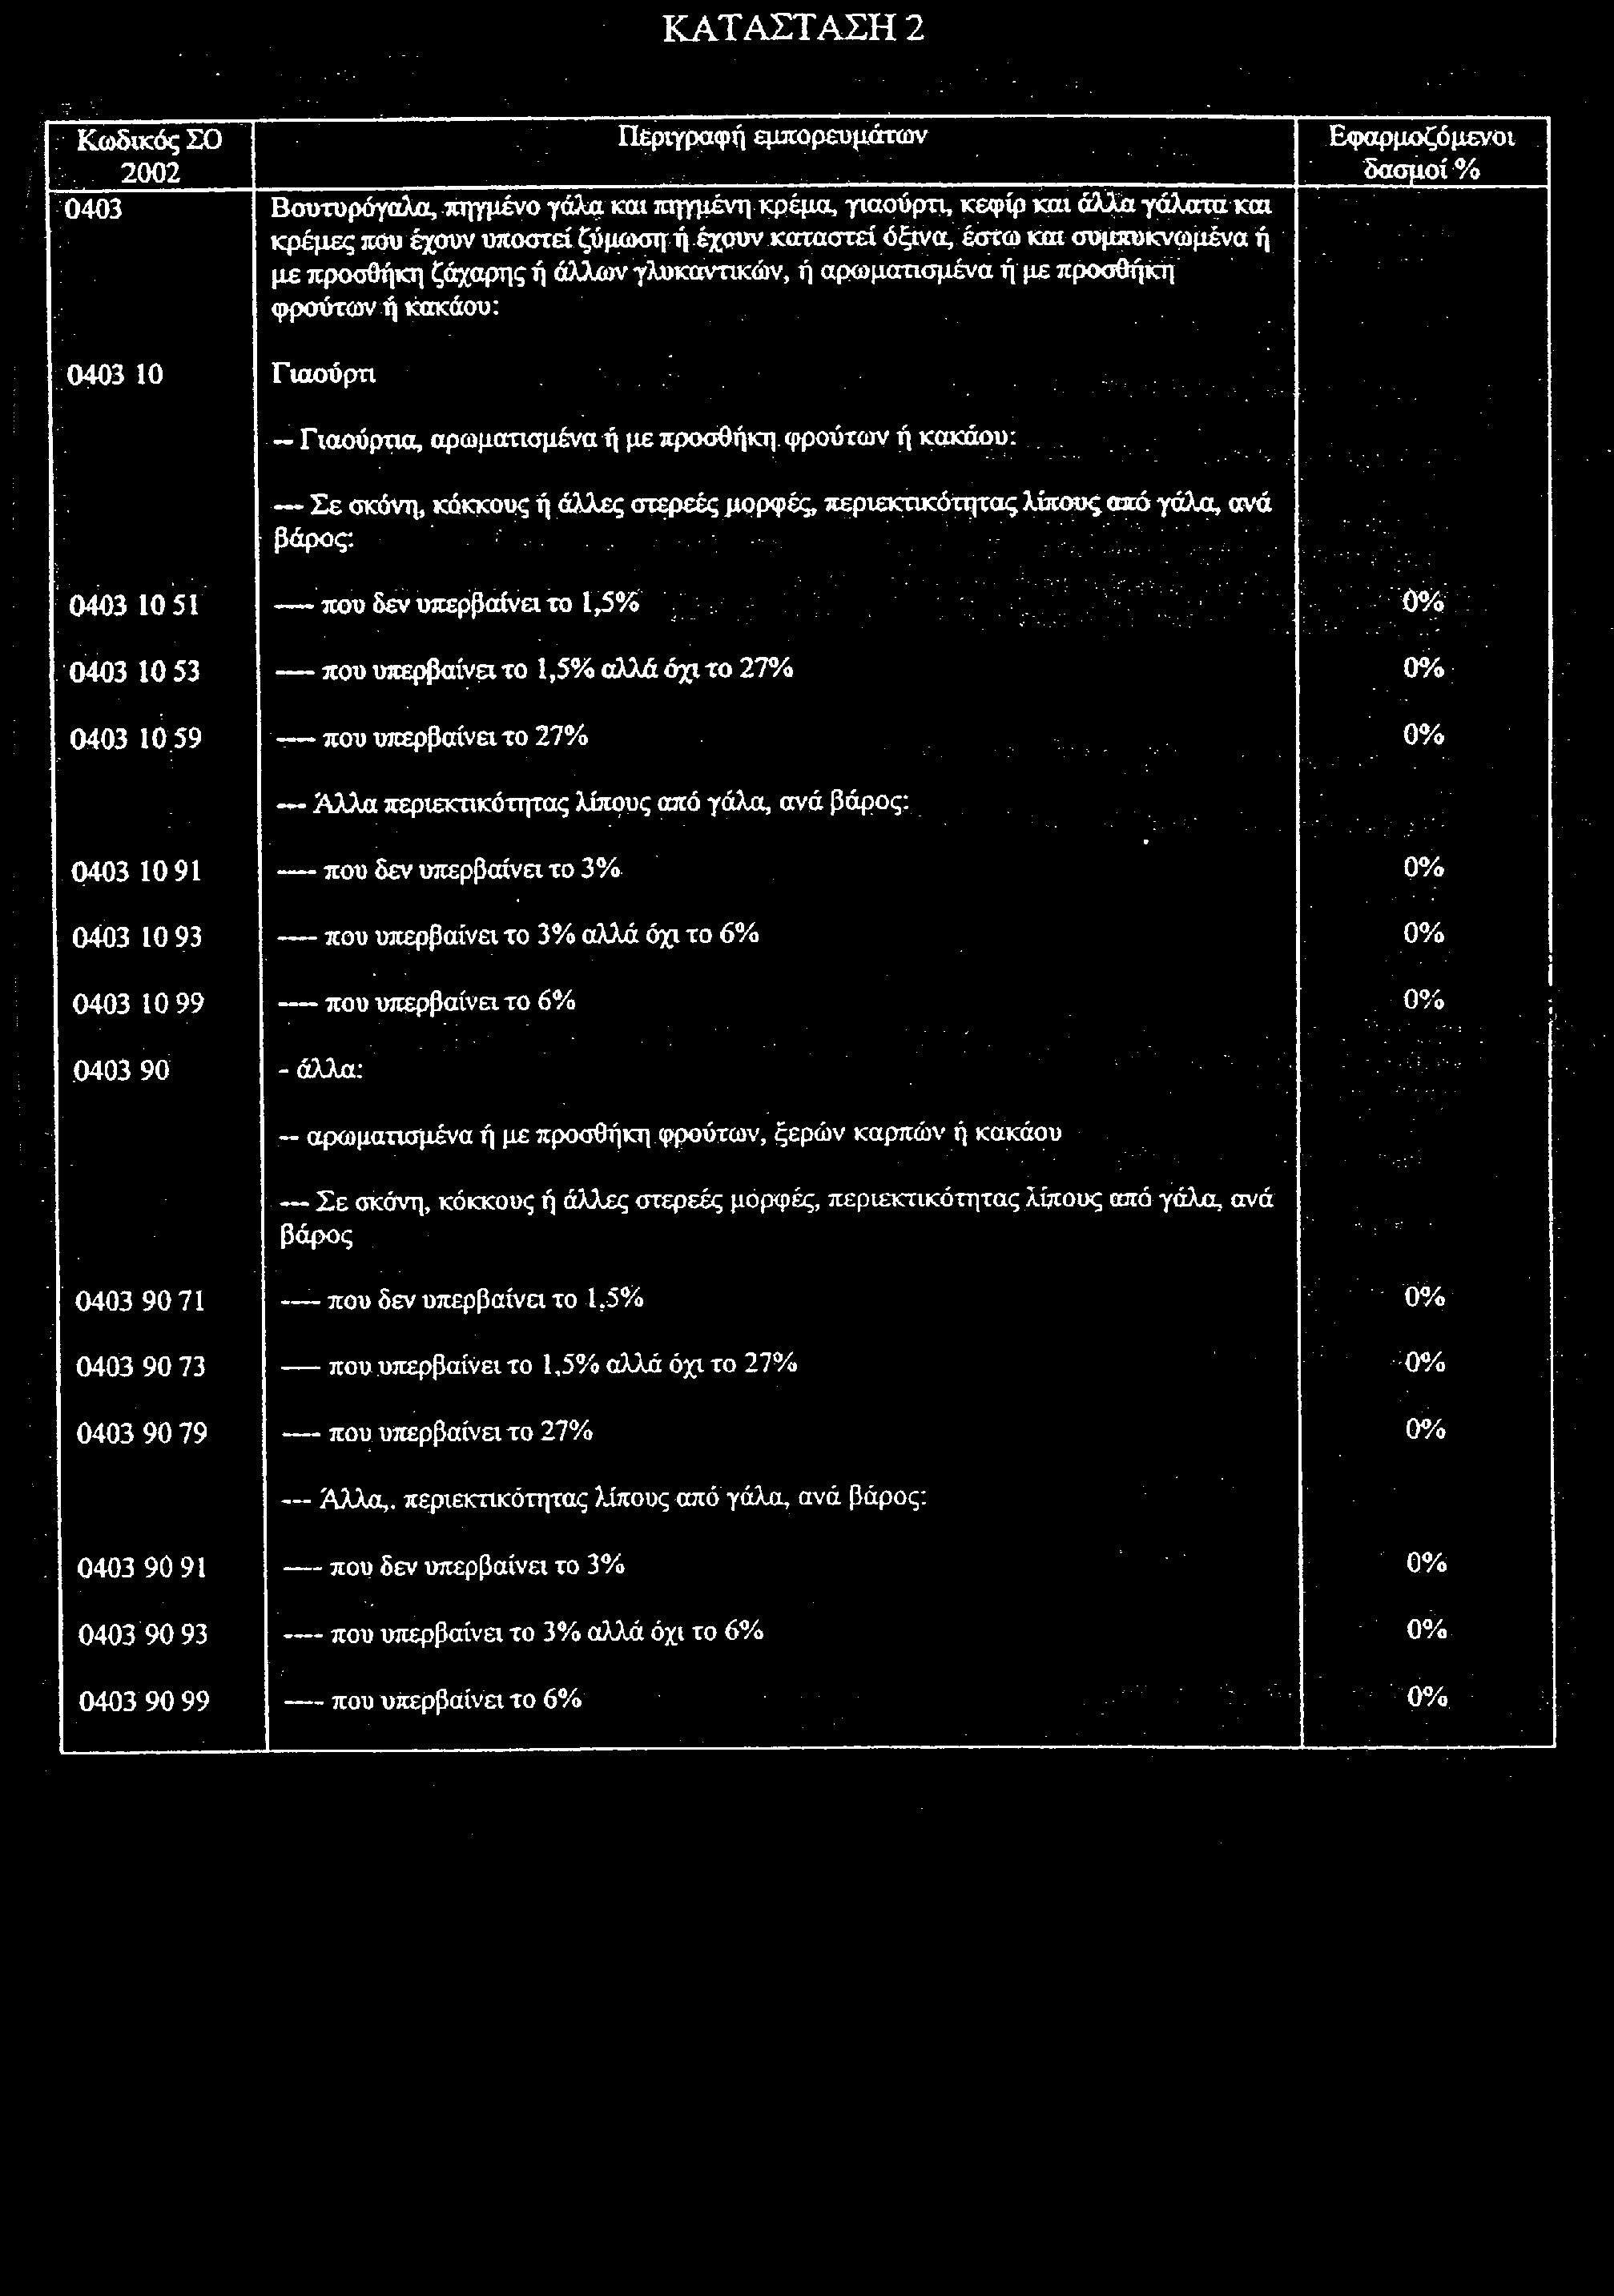 ΚΑΤΑΣΤΑΣΗ 2
Κωδικός ΣΟ 2002
Περιγραφή εμπορευμάτων
Εφαρμοζόμενοι δασμοί %
0403 Βουτυρόγαλα, πηγμένο γάλα και πηγμένη κρέμα, γιαούρτι, κεφίρ και άλλα γάλατα και
κρέμες που έχουν υποστεί ζύμωση ή έχουν καταστεί όξινα, έστω και συμπυκνωμένα ή
με προσθήκη ζάχαρης ή άλλων γλυκαντικών, ή αρωματισμένα ή με προσθήκη
φρούτων ή κακάου:
0403 10 Γιαούρτι
-- Γιαούρτια, αρωματισμένα ή με προσθήκη φρούτων ή κακάου:
--- Σε σκόνη, κόκκους ή άλλες στερεές μορφές, περιεκτικότητας λίπους από γάλα, ανά
βάρος:
0403 10 51 ---- που δεν υπερβαίνει το 1,5% 0%
0403 10 53 ---- που υπερβαίνει το 1,5% αλλά όχι το 27% 0%
0403 10 59 ---- που υπερβαίνει το 27% 0%
--- Άλλα περιεκτικότητας λίπους από γάλα, ανά βάρος:
0403 10 91 ---- που δεν υπερβαίνει το 3% 0%
0403 10 93 ---- που υπερβαίνει το 3% αλλά όχι το 6% 0%
0403 10 99 ---- που υπερβαίνει το 6% 0%
0403 90 - άλλα:
-- αρωματισμένα ή με προσθήκη φρούτων, ξερών καρπών ή κακάου
--- Σε σκόνη, κόκκους ή άλλες στερεές μορφές, περιεκτικότητας λίπους από γάλα, ανά
βάρος
0403 90 71 ---- που δεν υπερβαίνει το 1,5% 0%
0403 90 73 ---- που υπερβαίνει το 1,5% αλλά όχι το 27% 0%
0403 90 79 ---- που υπερβαίνει το 27% 0%
--- Άλλα,. περιεκτικότητας λίπους από γάλα, ανά βάρος:
0403 90 91 ---- που δεν υπερβαίνει το 3% 0%
0403 90 93 ---- που υπερβαίνει το 3% αλλά όχι το 6% 0%
0403 90 99 ---- που υπερβαίνει το 6% 0%